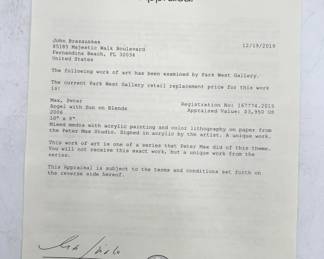 Appraisal
John Branzuskas 12/19/2019
85185 Majestic Walk Boulevard
Fernandina Beach, FL 32034
United States
The following work of art has been examined by Park West Gallery.
The current Park West Gallery retail replacement price for this work
is:
Max, Peter Registration No: 167774.2015
Angel with Sun on Blends Appraised Value: $3,950 US
2006
10" x 8"
Mixed media with acrylic painting and color lithography on paper from
the Peter Max Studio. Signed in acrylic by the artist. A unique work.
This work of art is one of a series that Peter Max did of this theme.
You will not receive this exact work, but a unique work from the
series.
This Appraisal is subject to the terms and conditions set forth on
the reverse side hereof.